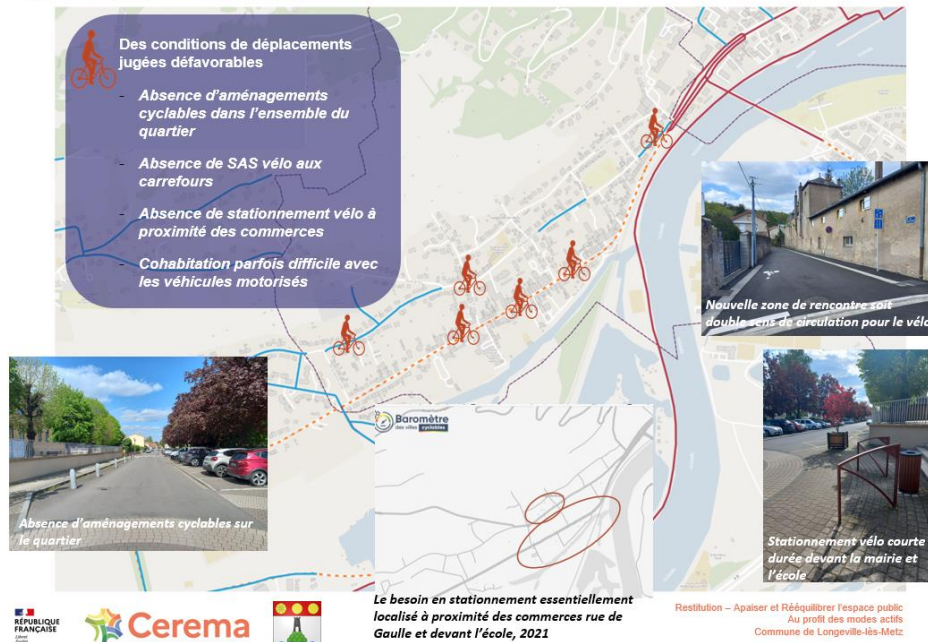 Des conditions de déplacements
jugées défavorables
- Absence d'aménagements
cyclables dans l'ensemble du
quartier
- Absence de SAS vélo aux
carrefours
- Absence de stationnement vélo à
proximité des commerces
- Cohabitation parfois difficile avec
les véhicules motorisés
Nouvelle zone de rencontre soit
double sens de circulation pour le vélo
Absence d'aménagements cyclables sur
le quartier
Baromètre
des villes cyclables
Stationnement vélo courte
durée devant la mairie et
l'école
Le besoin en stationnement essentiellement
localisé à proximité des commerces rue de
Gaulle et devant l'école, 2021
RÉPUBLIQUE
FRANÇAISE
Cerema
Restitution – Apaiser et Rééquilibrer l'espace public
Au profit des modes actifs
Commune de Longeville-lès-Metz